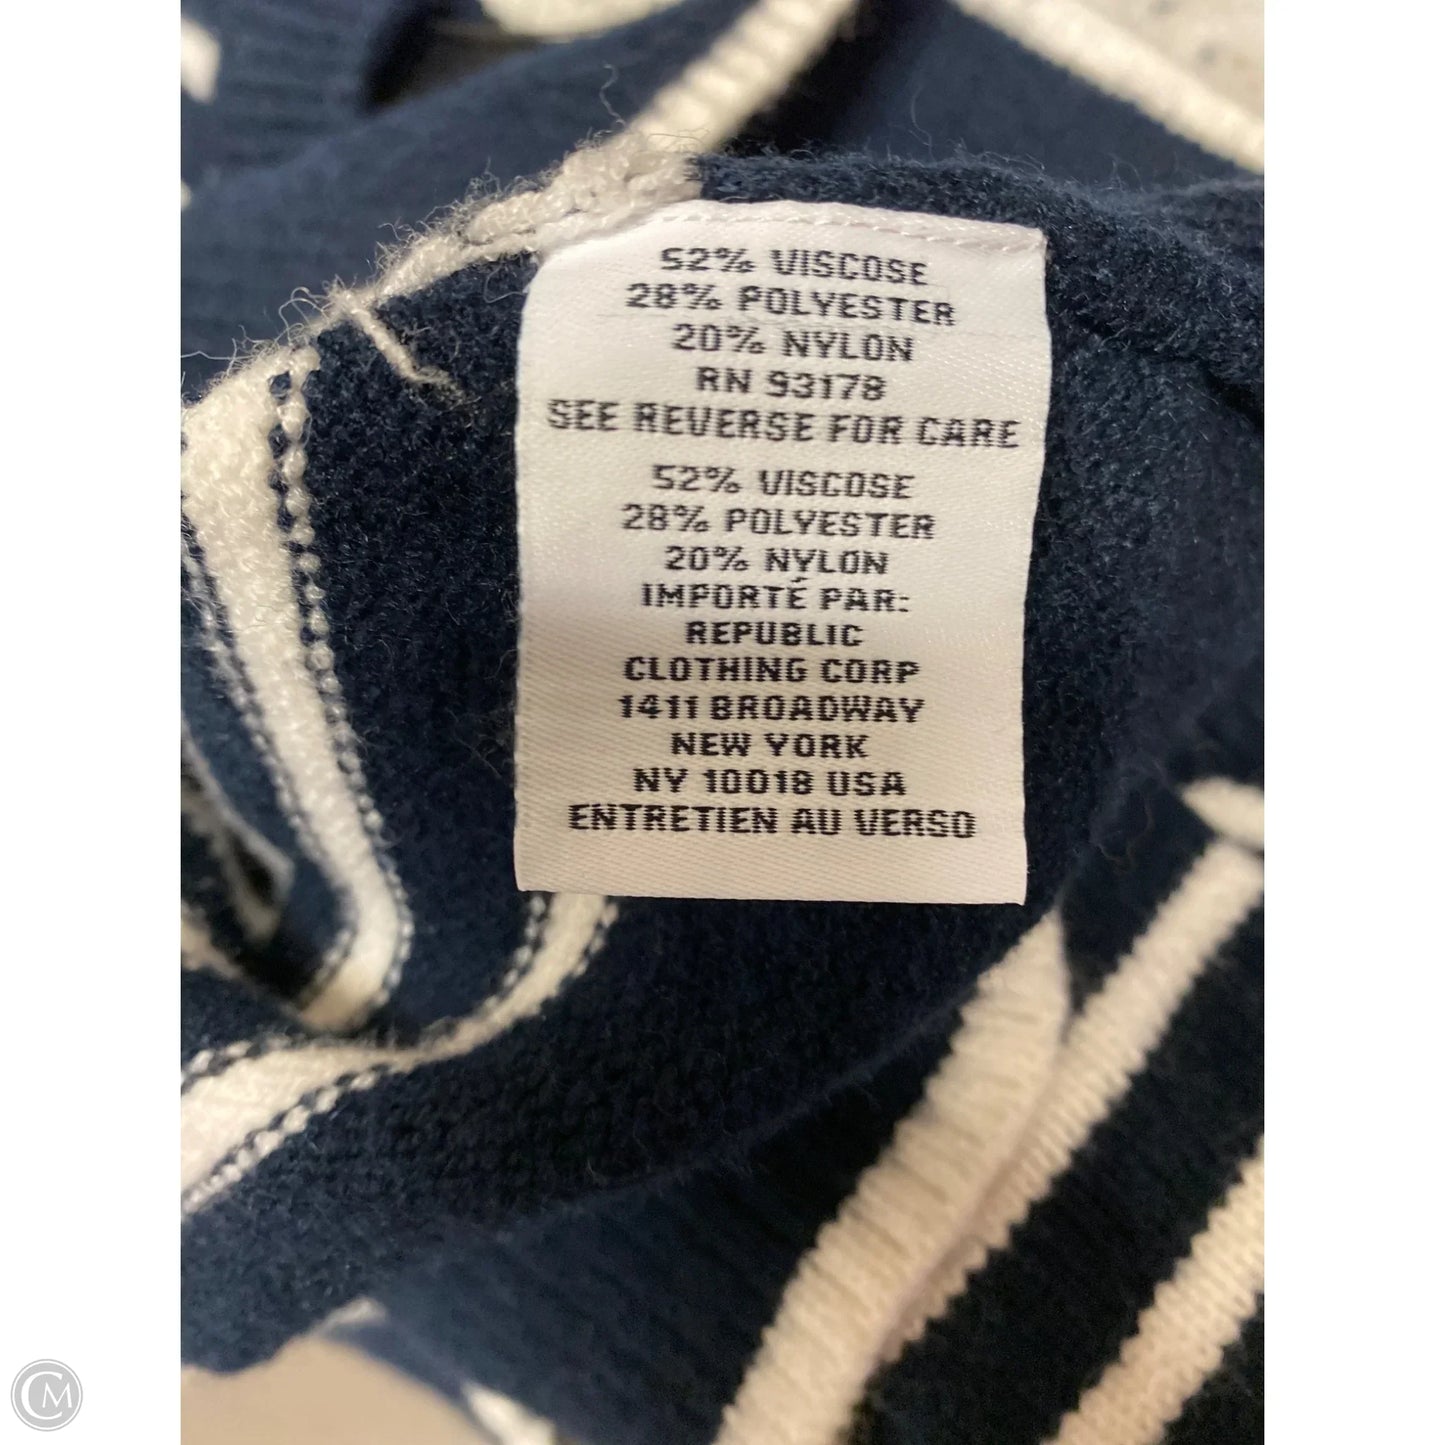 52% VISCOSE
28% POLYESTER
20% NYLON
RN 93178
SEE REVERSE FOR CARE
52% VISCOSE
28% POLYESTER
20% NYLON
IMPORTÉ PAR:
REPUBLIC
CLOTHING CORP
1411 BROADWAY
NEW YORK
NY 10018 USA
ENTRETIEN AU VERSO
CM